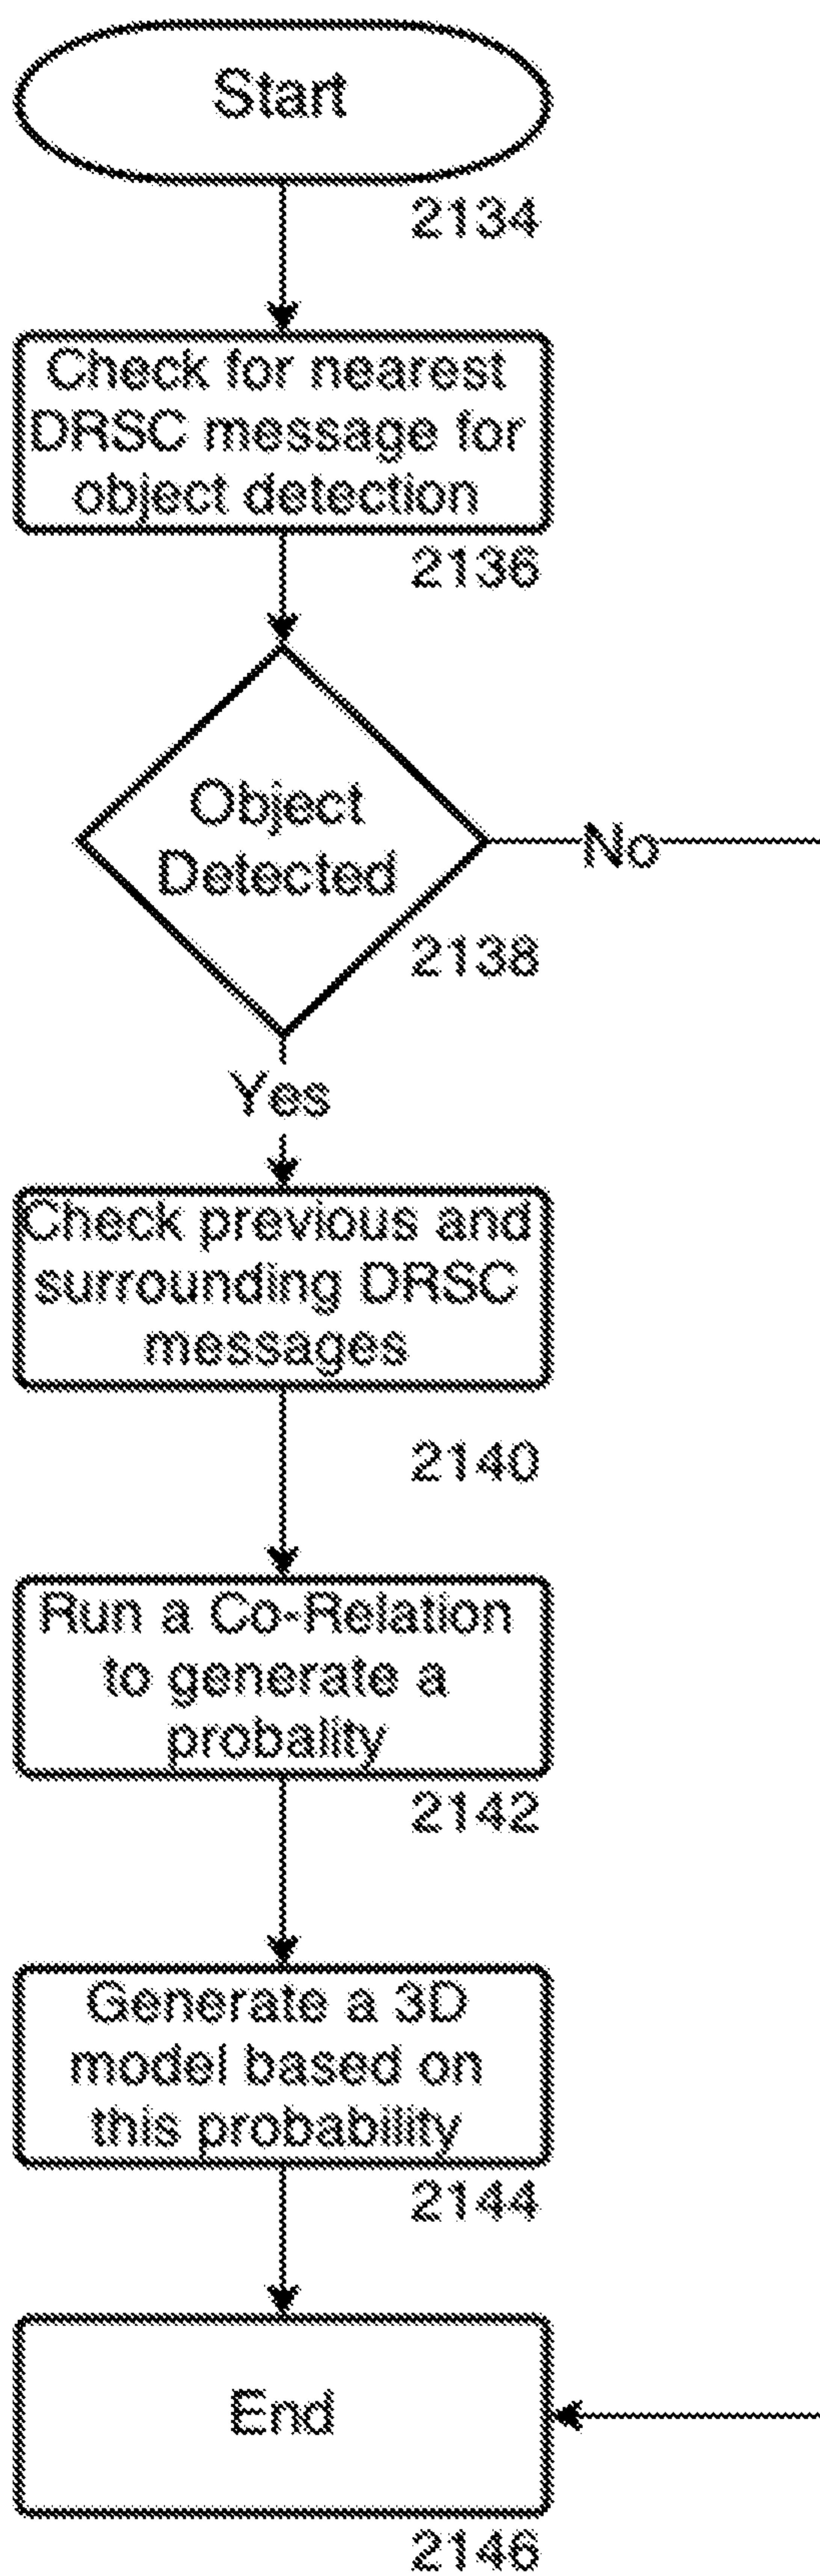 Start
2134
Check for nearest
DRSC message for
object detection
2136
Object
Detected
No
2138
Yes
Check previous and
surrounding DRSC
messages
2140
Run a Co-Relation
to generate a
probality
2142
Generate a 3D
model based on
this probability
2144
End
2146